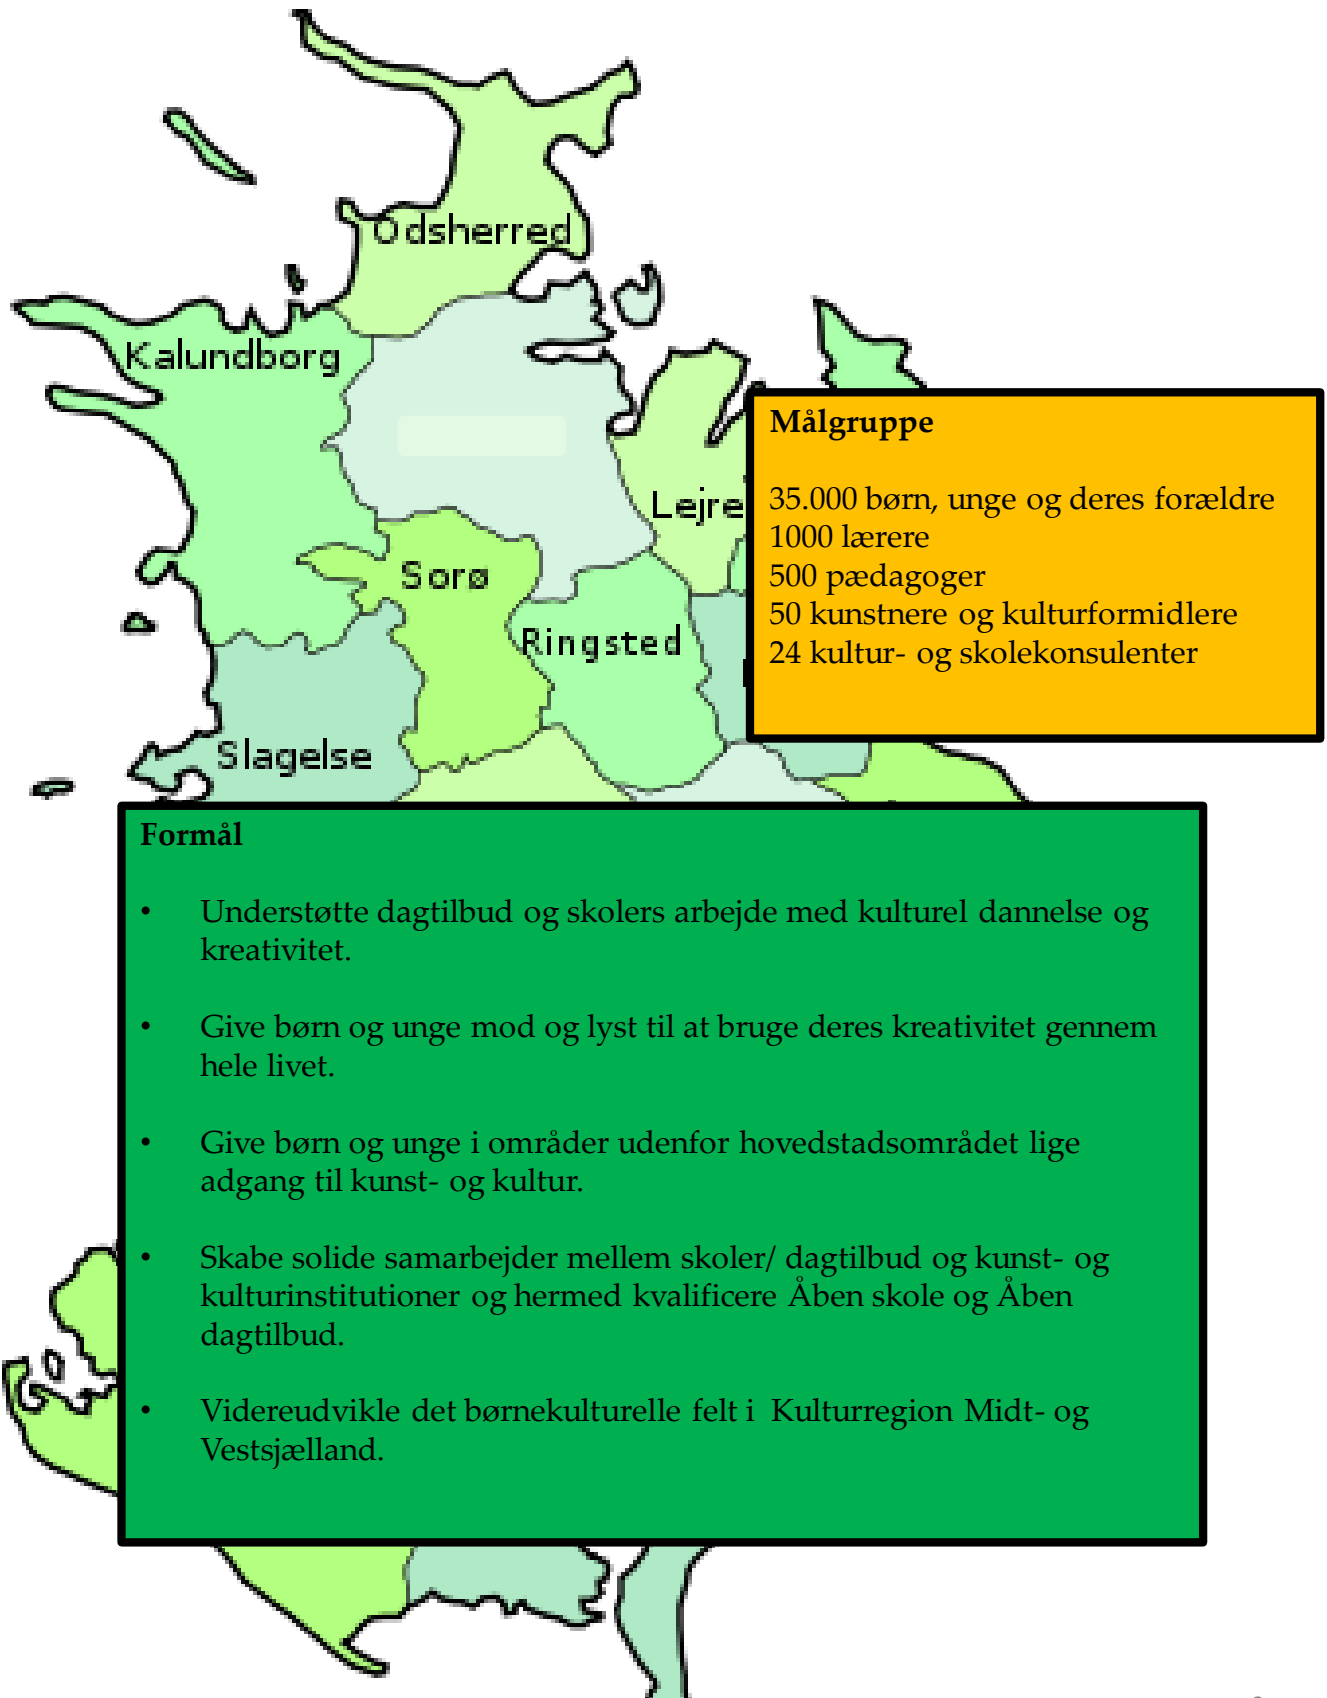 Odsherred
Kalundborg
Målgruppe
35.000 børn, unge og deres forældre
1000 lærere
500 pædagoger
50 kunstnere og kulturformidlere
24 kultur- og skolekonsulenter
Lejre
Sorø
Ringsted
Slagelse
Formål
• Understøtte dagtilbud og skolers arbejde med kulturel dannelse og
kreativitet.
• Give børn og unge mod og lyst til at bruge deres kreativitet gennem
hele livet.
• Give børn og unge i områder udenfor hovedstadsområdet lige
adgang til kunst- og kultur.
• Skabe solide samarbejder mellem skoler/ dagtilbud og kunst- og
kulturinstitutioner og hermed kvalificere Åben skole og Åben
dagtilbud.
• Videreudvikle det børnekulturelle felt i Kulturregion Midt- og
Vestsjælland.